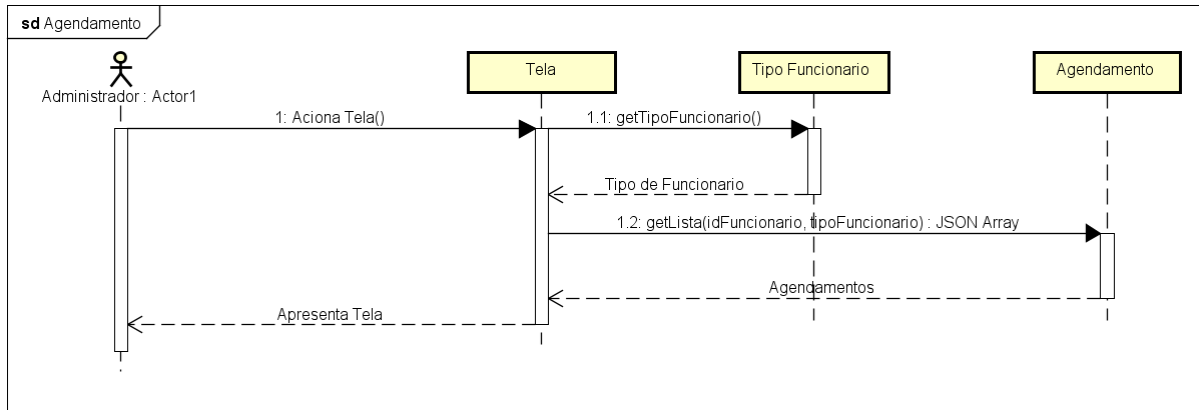 sd Agendamento
Administrador : Actor1
Tela
Tipo Funcionario
Agendamento
1: Aciona Tela()
1.1: getTipoFuncionario()
Tipo de Funcionario
1.2: getLista(idFuncionario, tipoFuncionario) : JSON Array
Agendamentos
Apresenta Tela